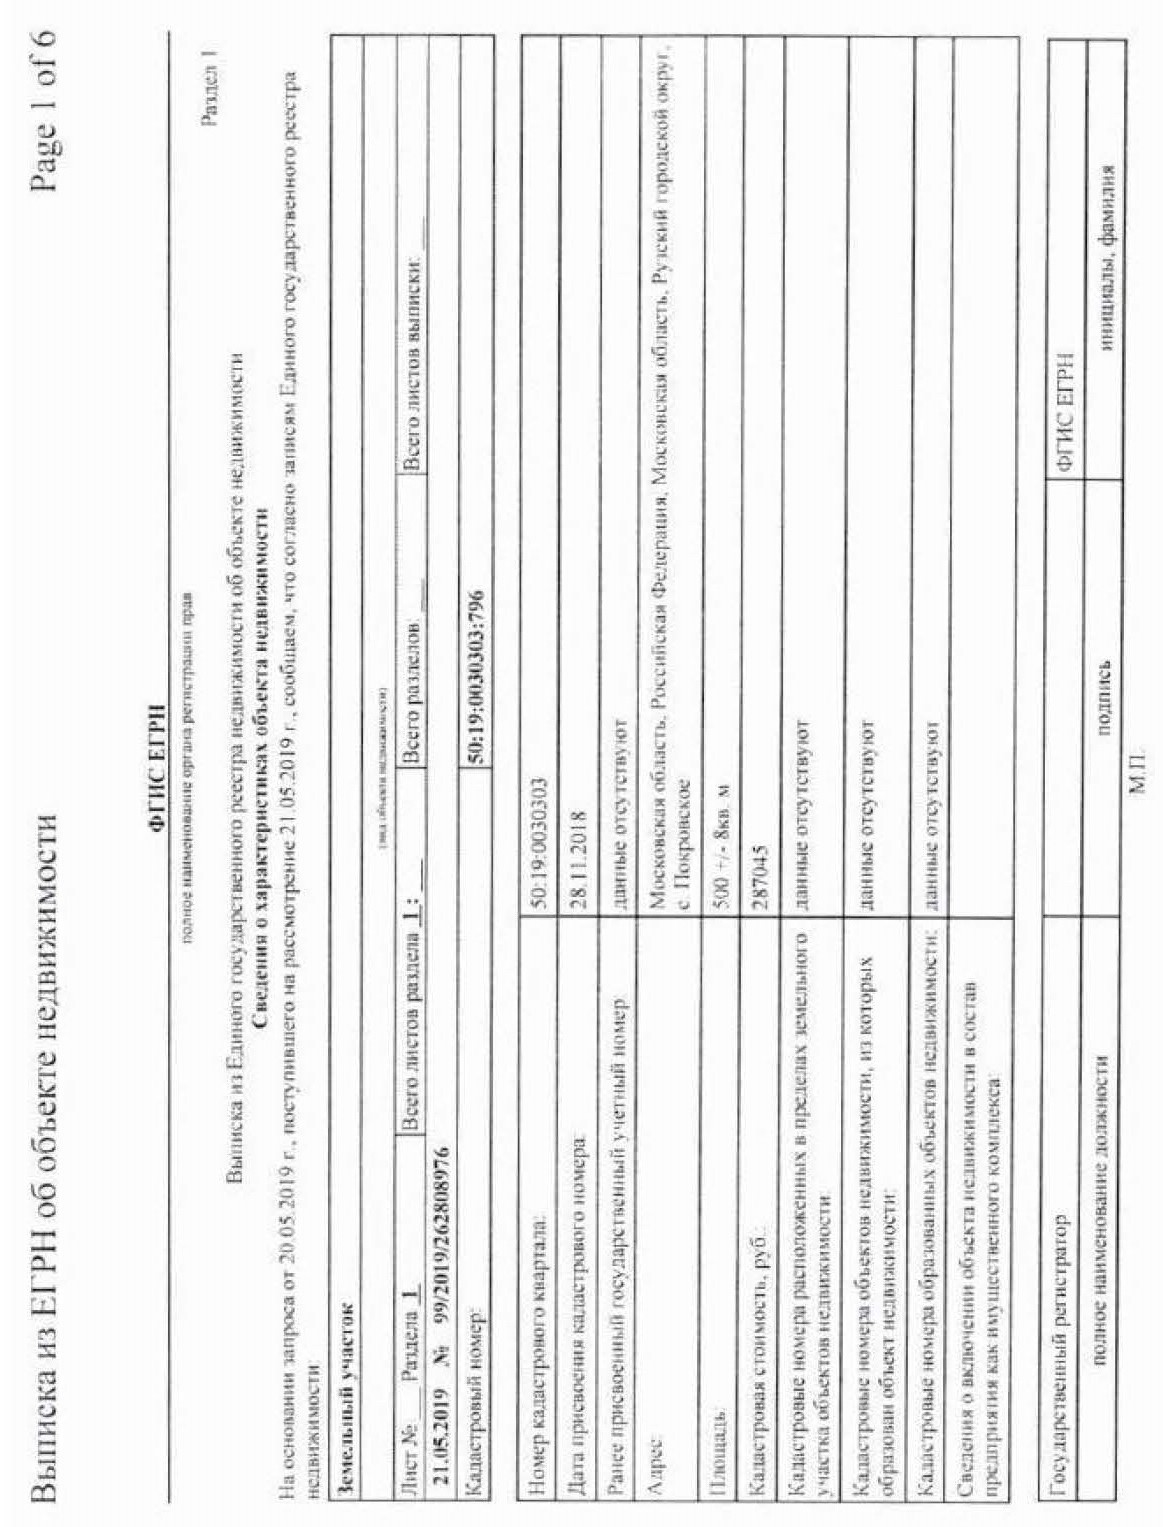 Выписка из ЕГРН об объекте недвижимости Page 1 of 6
ФГИС ЕГРН
полное наименование органа регистрации прав
Раздел 1
Выписка из Единого государственного реестра недвижимости об объекте недвижимости
Сведения о характеристиках объекта недвижимости
На основании запроса от 20.05.2019 г., поступившего на рассмотрение 21.05.2019 г., сообщаем, что согласно записям Единого государственного реестра
недвижимости:
Земельный участок
(вид объекта недвижимости)
Лист № ___ Раздела 1 Всего листов раздела 1 : ___ Всего разделов: ___ Всего листов выписки: ___
21.05.2019 № 99/2019/262808976
Кадастровый номер: 50:19:0030303:796
Номер кадастрового квартала: 50:19:0030303
Дата присвоения кадастрового номера: 28.11.2018
Ранее присвоенный государственный учетный номер: данные отсутствуют
Адрес: Московская область, Российская Федерация, Московская область, Рузский городской округ,
с. Покровское
Площадь: 500 +/- 8кв. м
Кадастровая стоимость, руб.: 287045
Кадастровые номера расположенных в пределах земельного
участка объектов недвижимости: данные отсутствуют
Кадастровые номера объектов недвижимости, из которых
образован объект недвижимости: данные отсутствуют
Кадастровые номера образованных объектов недвижимости: данные отсутствуют
Сведения о включении объекта недвижимости в состав
предприятия как имущественного комплекса:
Государственный регистратор ФГИС ЕГРН
полное наименование должности подпись инициалы, фамилия
М.П.